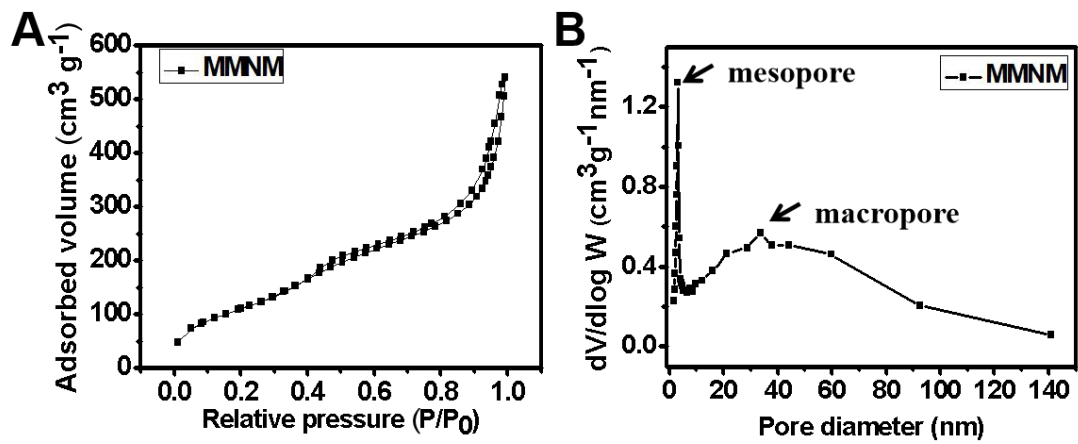 A
MMNM
Adsorbed volume (cm3 g-1)
600
500
400
300
200
100
0
0.0 0.2 0.4 0.6 0.8 1.0
Relative pressure (P/P0)
B
MMNM
mesopore
macropore
dV/dlog W (cm3g-1nm-1)
1.2
0.8
0.4
0.0
0 20 40 60 80 100 120 140
Pore diameter (nm)